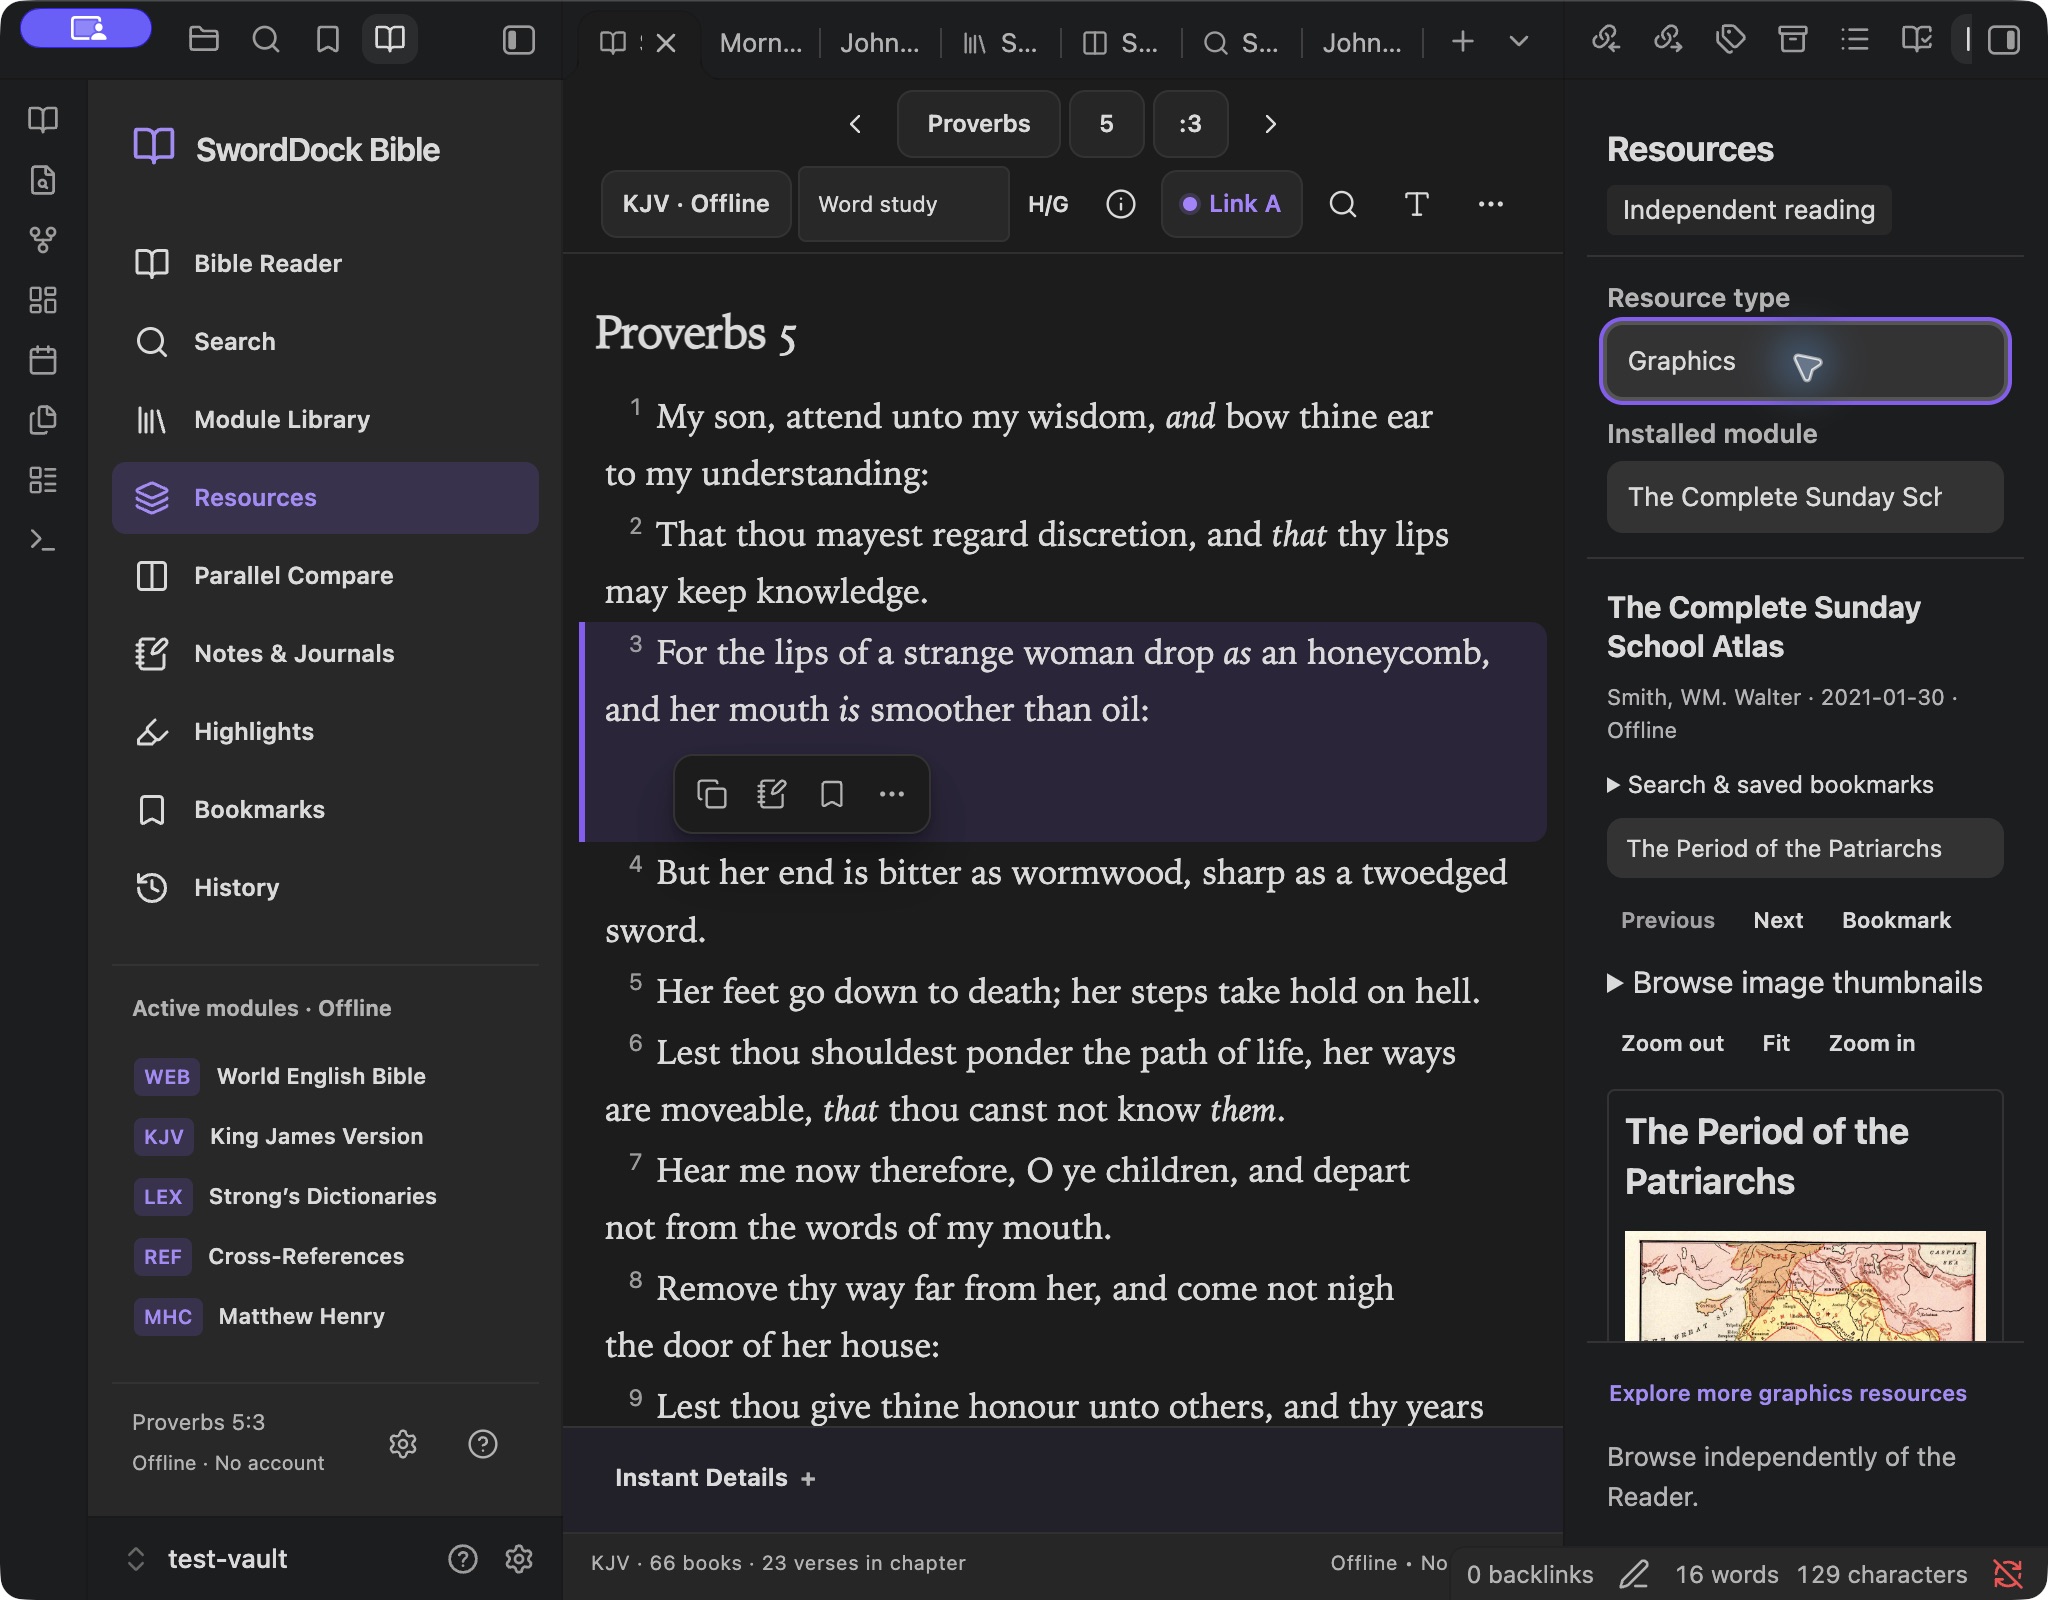 Morn...
John...
S...
S...
S...
John...
SwordDock Bible
Bible Reader
Search
Module Library
Resources
Parallel Compare
Notes & Journals
Highlights
Bookmarks
History
Active modules · Offline
WEB World English Bible
KJV King James Version
LEX Strong’s Dictionaries
REF Cross-References
MHC Matthew Henry
Proverbs 5:3
Offline · No account
test-vault
Proverbs 5 :3
KJV · Offline Word study H/G Link A
Proverbs 5
1 My son, attend unto my wisdom, and bow thine ear
to my understanding:
2 That thou mayest regard discretion, and that thy lips
may keep knowledge.
3 For the lips of a strange woman drop as an honeycomb,
and her mouth is smoother than oil:
4 But her end is bitter as wormwood, sharp as a twoedged
sword.
5 Her feet go down to death; her steps take hold on hell.
6 Lest thou shouldest ponder the path of life, her ways
are moveable, that thou canst not know them.
7 Hear me now therefore, O ye children, and depart
not from the words of my mouth.
8 Remove thy way far from her, and come not nigh
the door of her house:
9 Lest thou give thine honour unto others, and thy years
Instant Details +
KJV · 66 books · 23 verses in chapter
Offline • No
Resources
Independent reading
Resource type
Graphics
Installed module
The Complete Sunday Sch
The Complete Sunday
School Atlas
Smith, WM. Walter · 2021-01-30 ·
Offline
Search & saved bookmarks
The Period of the Patriarchs
Previous Next Bookmark
Browse image thumbnails
Zoom out Fit Zoom in
The Period of the
Patriarchs
CASPIAN
SEA
GREAT SEA
Explore more graphics resources
Browse independently of the
Reader.
0 backlinks 16 words 129 characters